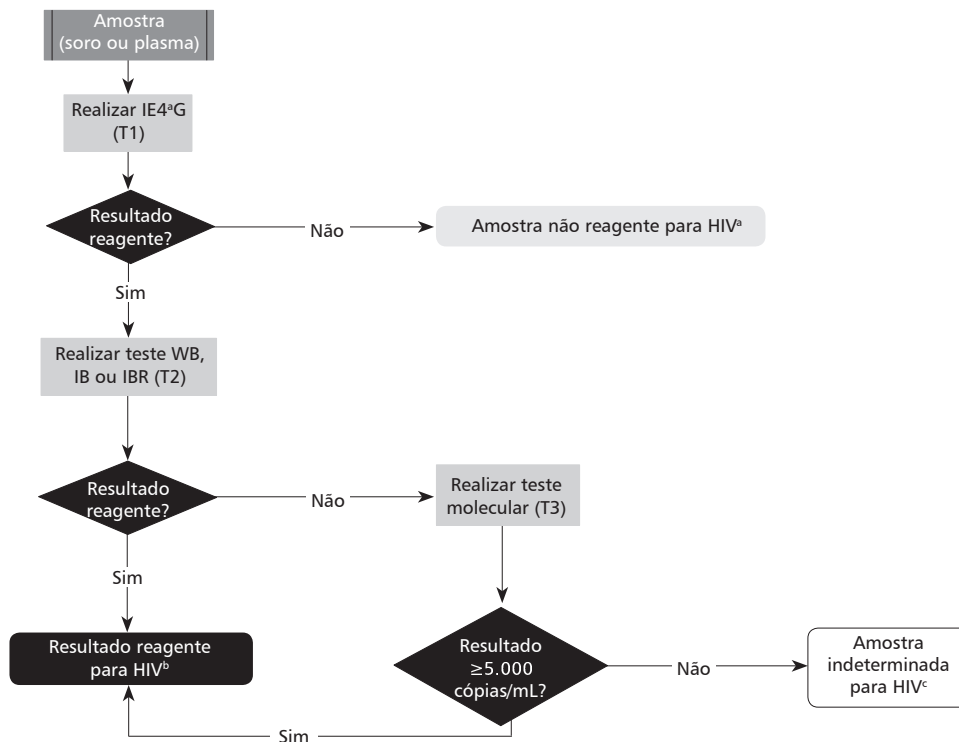 Amostra
(soro ou plasma)
Realizar IE4ªG
(T1)
Resultado
reagente?
Não
Amostra não reagente para HIVᵃ
Sim
Realizar teste WB,
IB ou IBR (T2)
Resultado
reagente?
Não
Realizar teste
molecular (T3)
Sim
Resultado reagente
para HIVᵇ
Resultado
≥5.000
cópias/mL?
Não
Amostra
indeterminada
para HIVᶜ
Sim